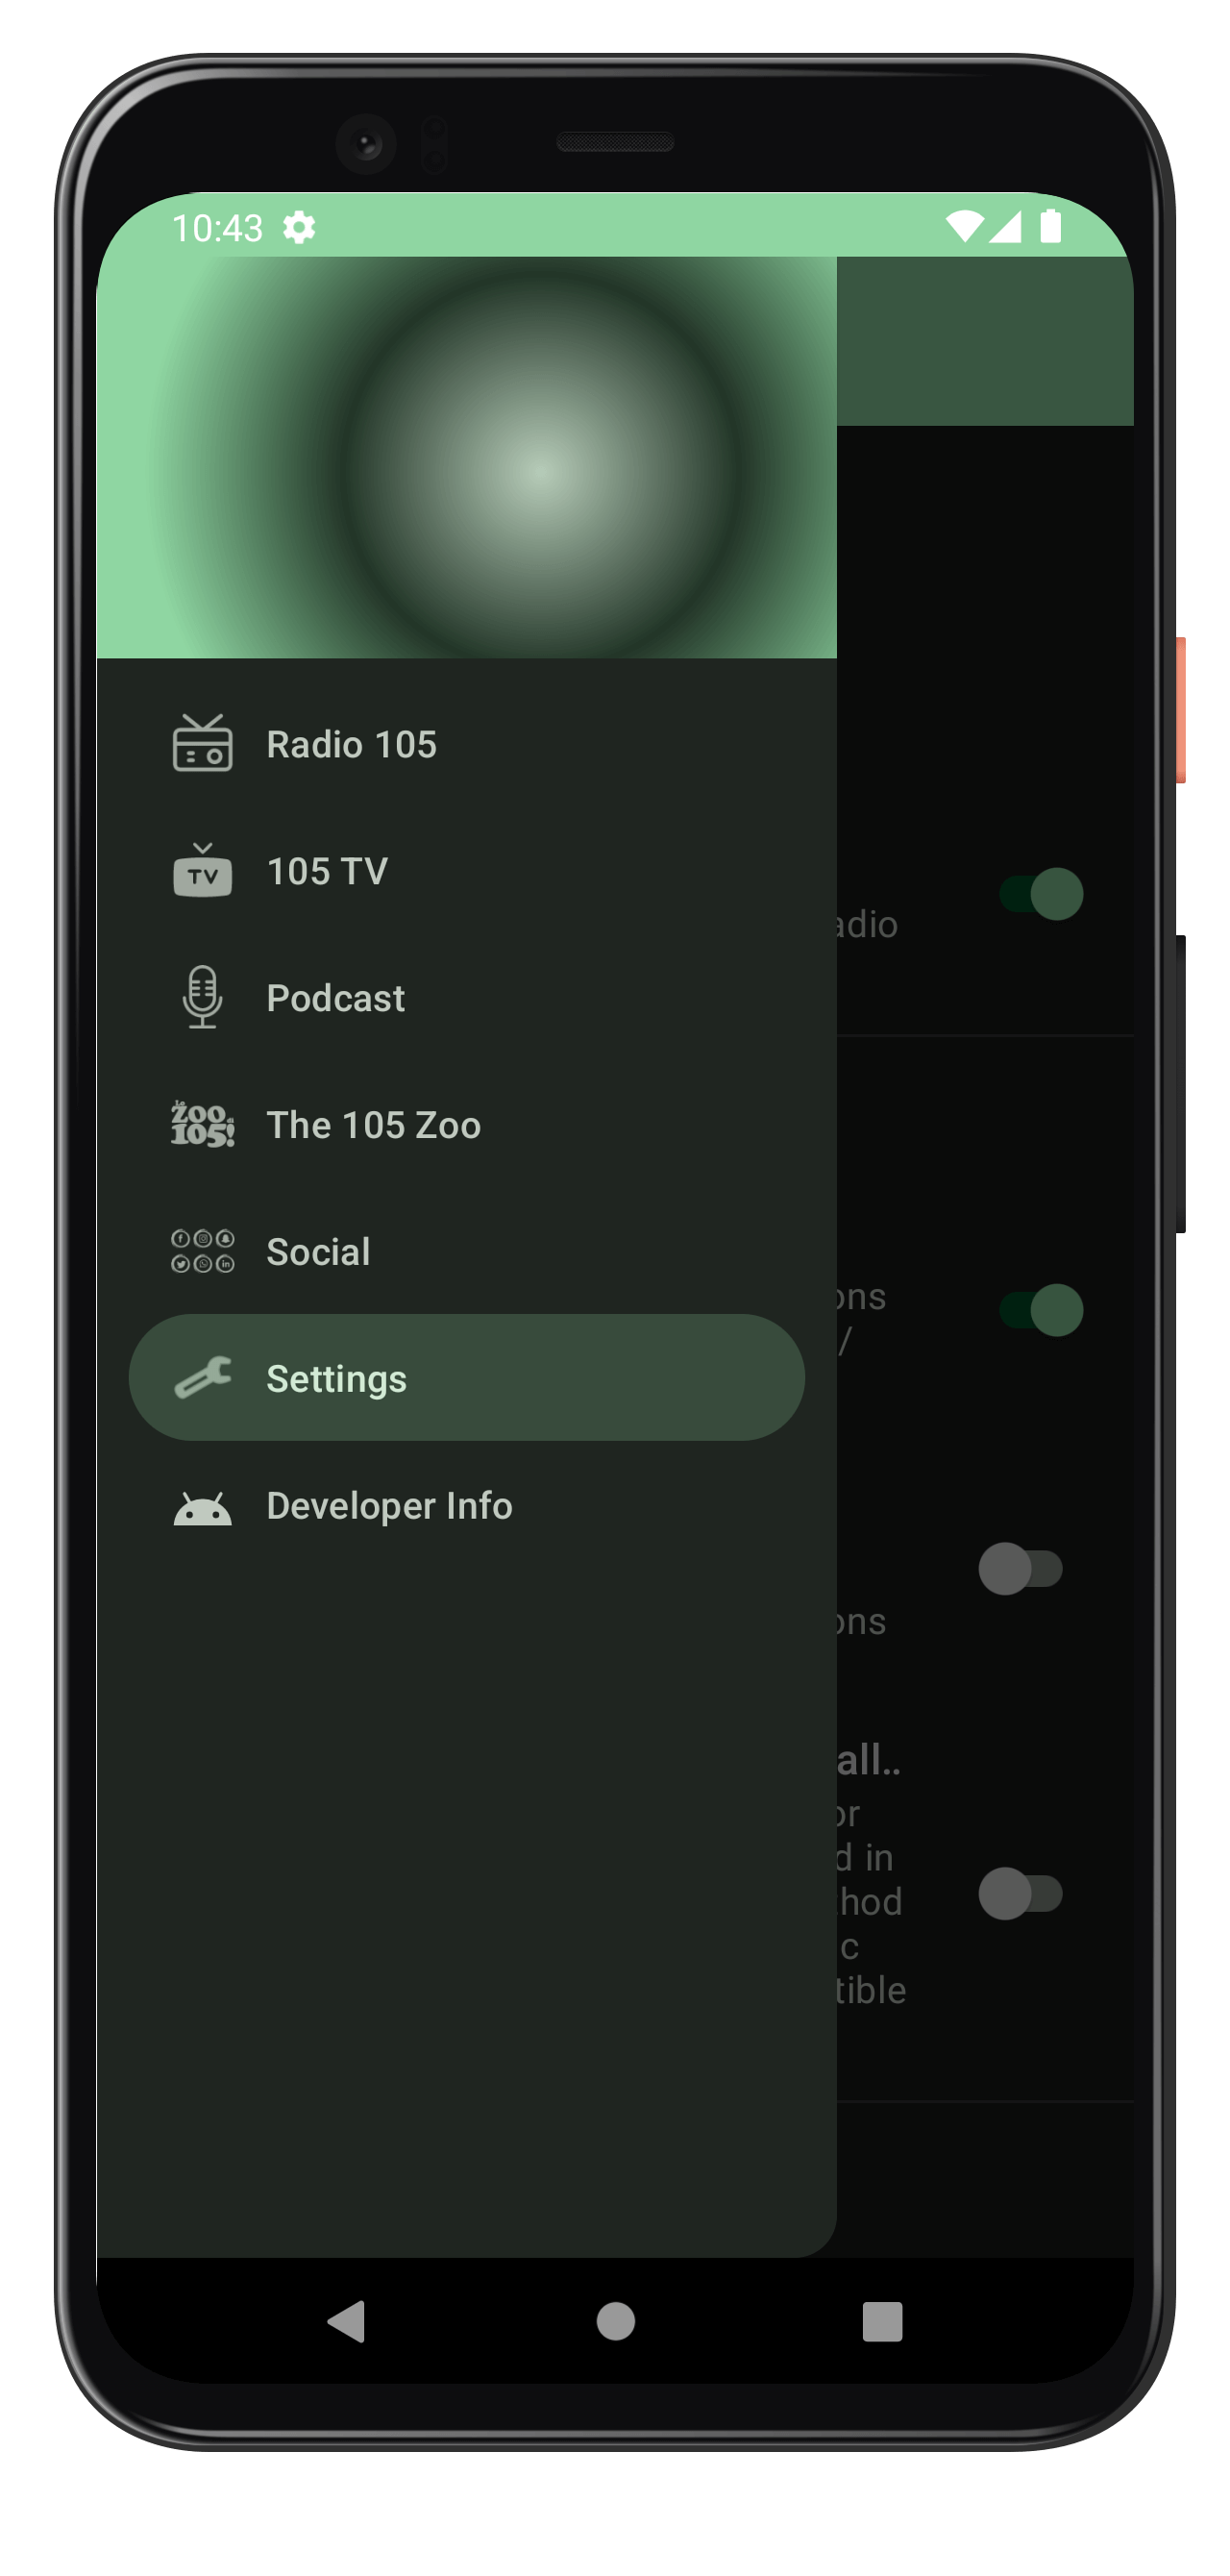 10:43
Radio 105
105 TV
TV
Podcast
ZOO
105!
The 105 Zoo
Social
Settings
Developer Info
adio
ons
/
ons
all..
or
d in
hod
c
tible